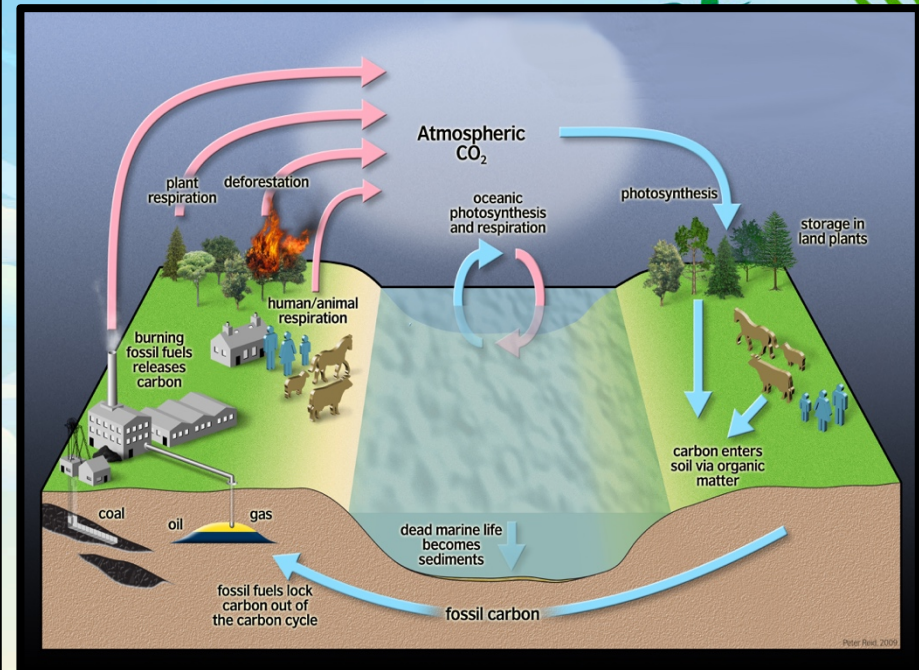 Atmospheric
CO₂
plant
respiration
deforestation
oceanic
photosynthesis
and respiration
photosynthesis
storage in
land plants
human/animal
respiration
burning
fossil fuels
releases
carbon
carbon enters
soil via organic
matter
coal
oil
gas
dead marine life
becomes
sediments
fossil fuels lock
carbon out of
the carbon cycle
fossil carbon
Peter Reid, 2009